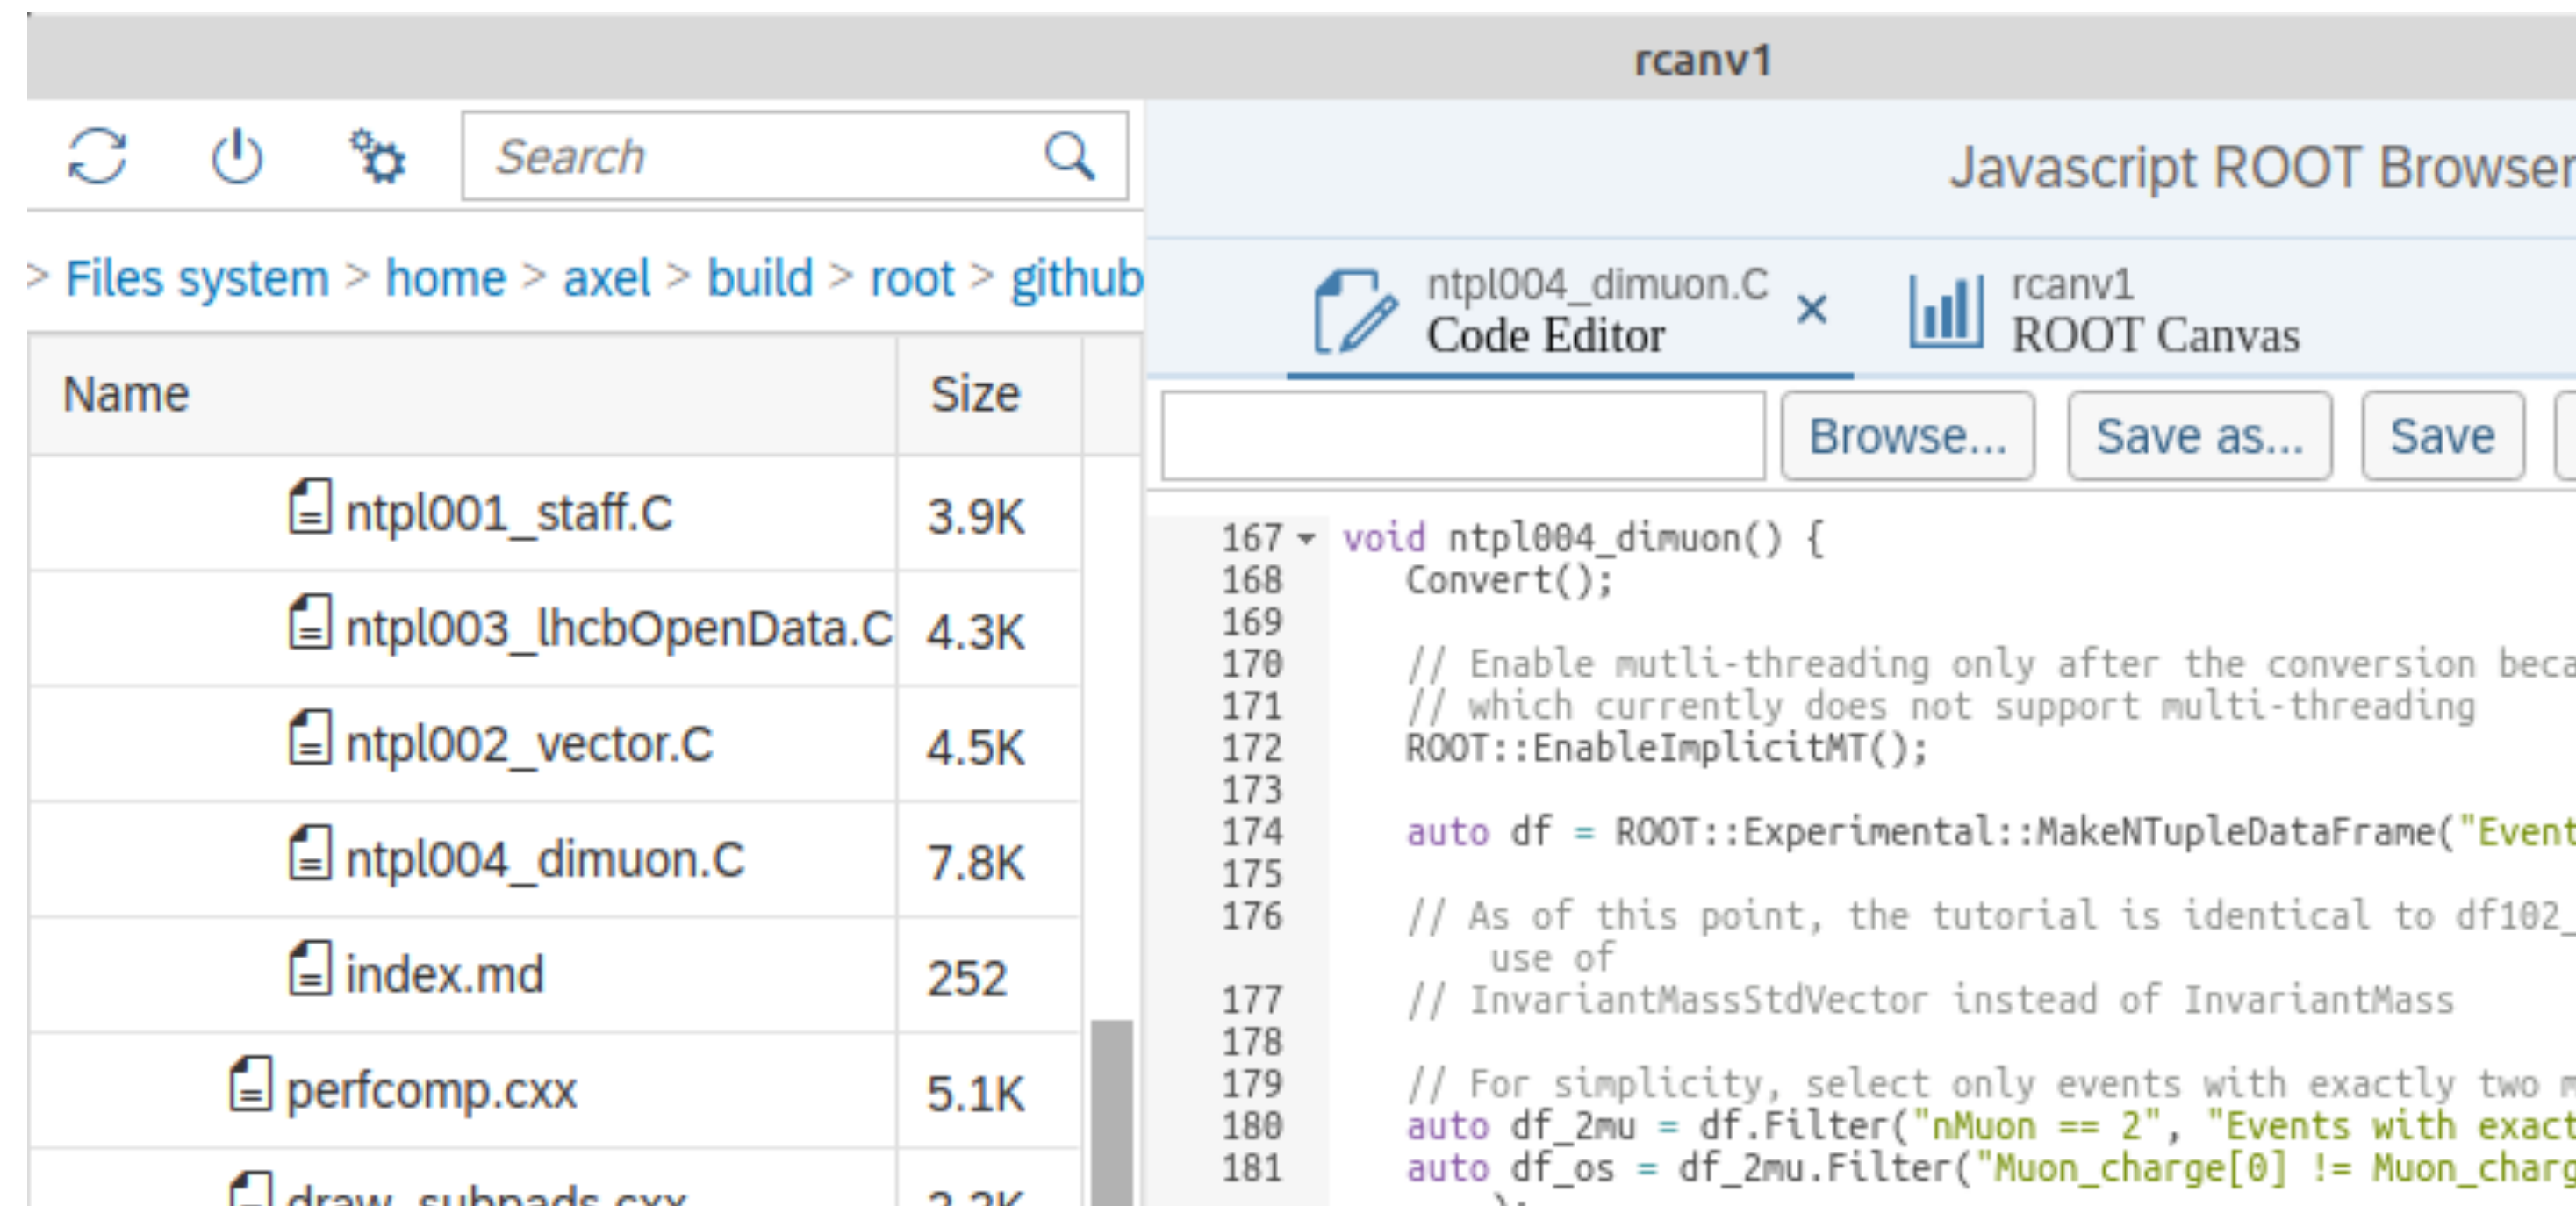 rcanv1
Search
Javascript ROOT Browser
> Files system > home > axel > build > root > github
ntpl004_dimuon.C
Code Editor
rcanv1
ROOT Canvas
Name Size
Browse... Save as... Save
ntpl001_staff.C 3.9K
ntpl003_lhcbOpenData.C 4.3K
ntpl002_vector.C 4.5K
ntpl004_dimuon.C 7.8K
index.md 252
perfcomp.cxx 5.1K
draw_subpads.cxx
167 void ntpl004_dimuon() {
168 Convert();
169
170 // Enable mutli-threading only after the conversion beca
171 // which currently does not support multi-threading
172 ROOT::EnableImplicitMT();
173
174 auto df = ROOT::Experimental::MakeNTupleDataFrame("Event
175
176 // As of this point, the tutorial is identical to df102_
use of
177 // InvariantMassStdVector instead of InvariantMass
178
179 // For simplicity, select only events with exactly two m
180 auto df_2mu = df.Filter("nMuon == 2", "Events with exact
181 auto df_os = df_2mu.Filter("Muon_charge[0] != Muon_charg
);